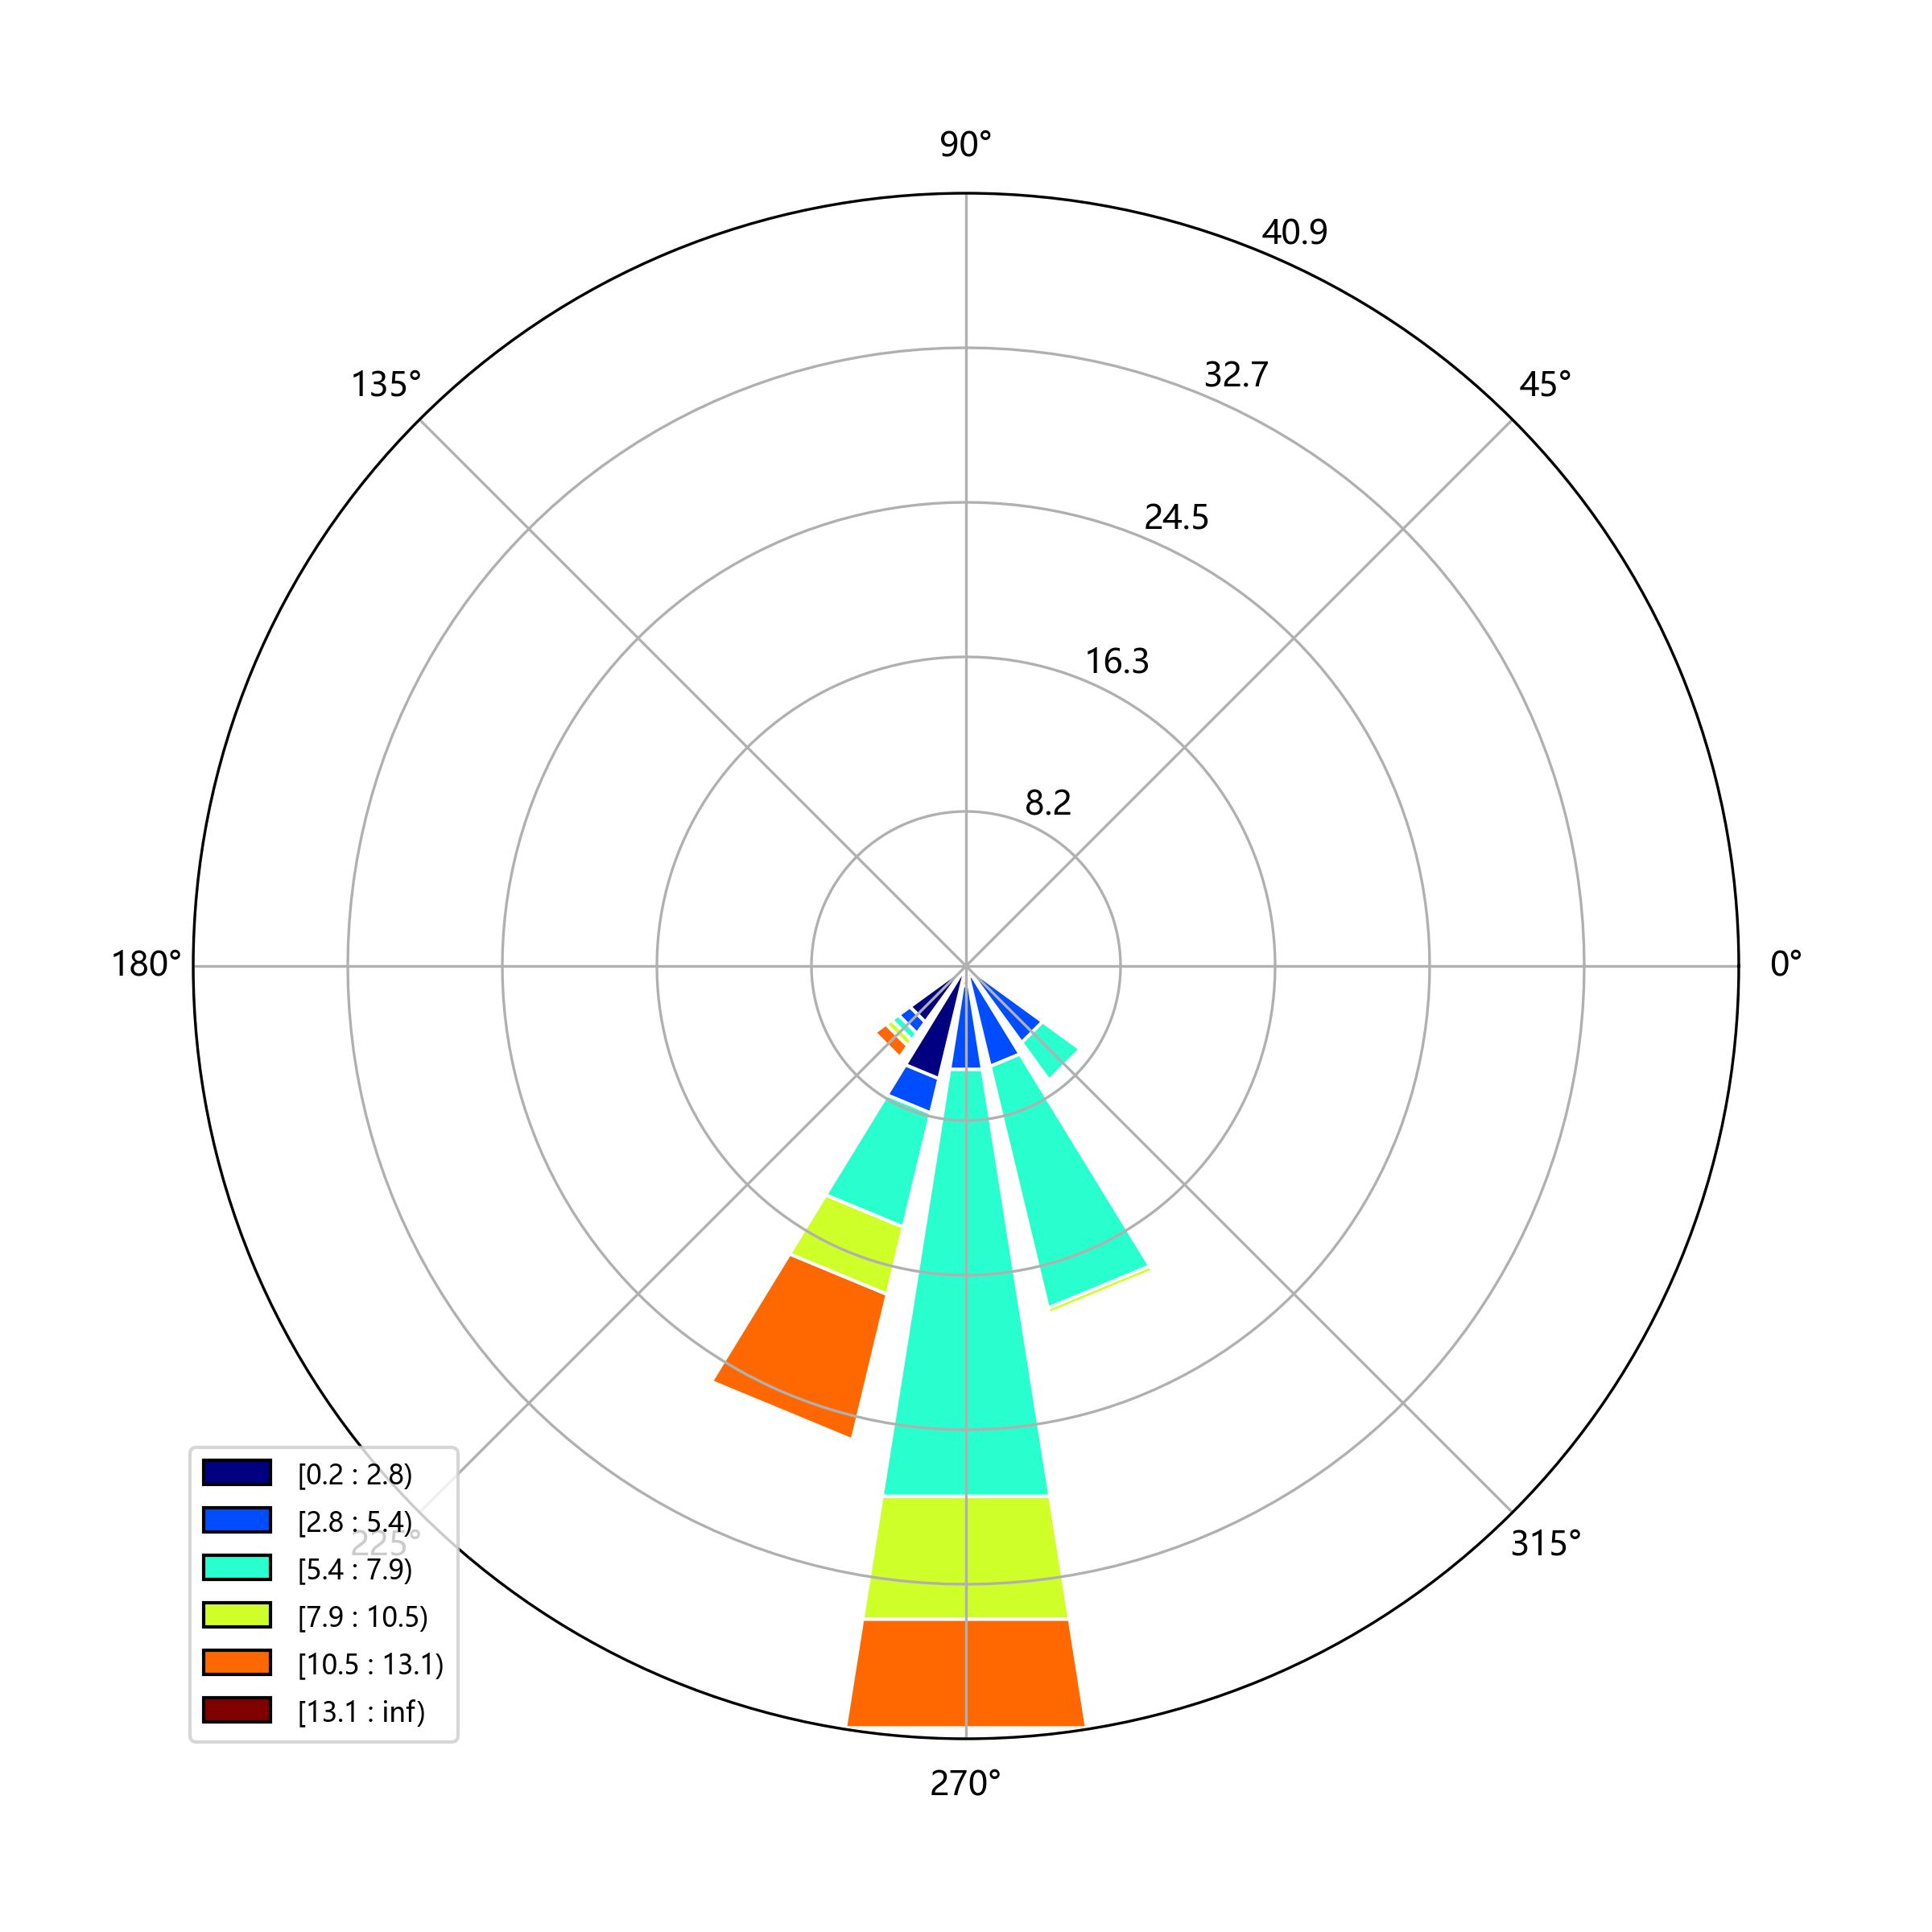 90°
40.9
32.7
135°
45°
24.5
16.3
8.2
180°
0°
[0.2 : 2.8)
[2.8 : 5.4)
225°
315°
[5.4 : 7.9)
[7.9 : 10.5)
[10.5 : 13.1)
[13.1 : inf)
270°